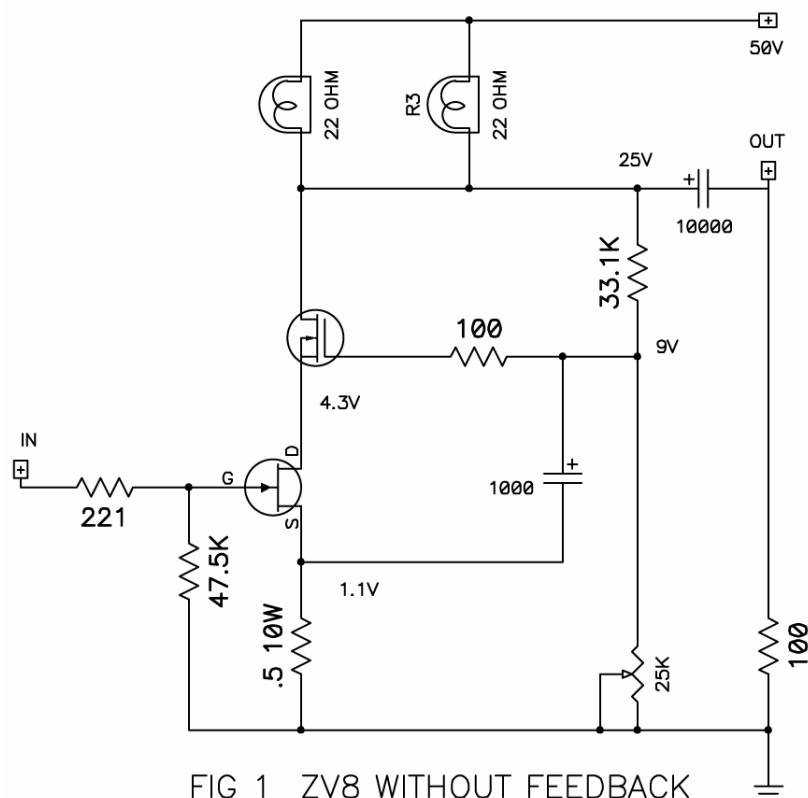 50V
22 OHM
R3
22 OHM
OUT
25V
10000
33.1K
100
9V
4.3V
IN
D
G
1000
S
221
47.5K
1.1V
.5 10W
25K
100
FIG 1 ZV8 WITHOUT FEEDBACK